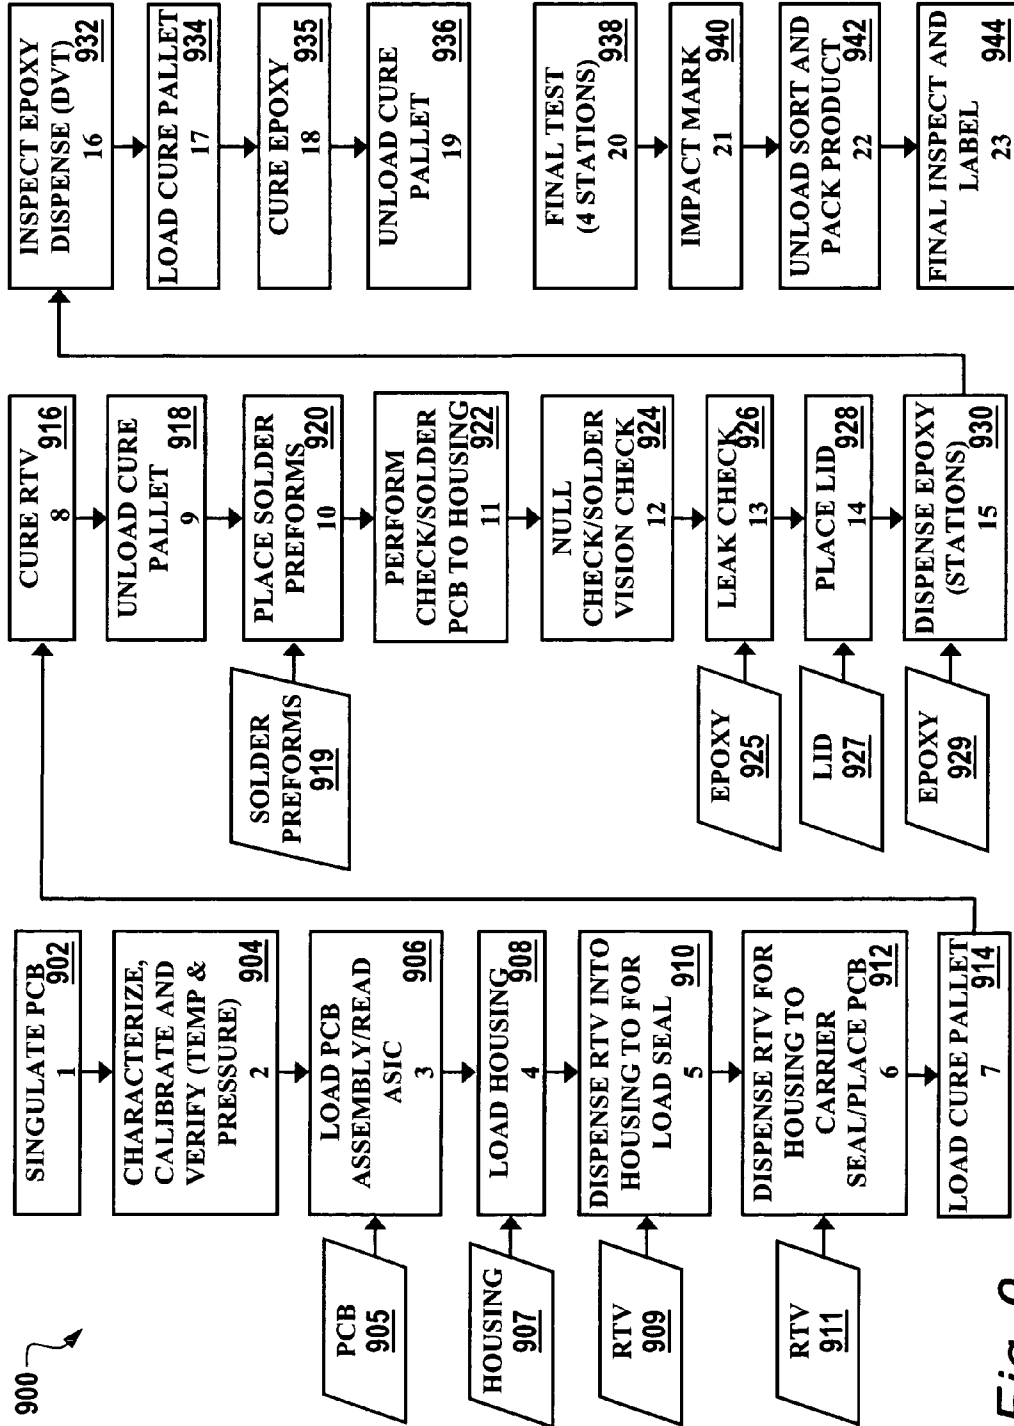 900
SINGULATE PCB
1
902
CHARACTERIZE,
CALIBRATE AND
VERIFY (TEMP &
PRESSURE)
2
904
PCB
905
LOAD PCB
ASSEMBLY/READ
ASIC
3
906
HOUSING
907
LOAD HOUSING
4
908
RTV
909
DISPENSE RTV INTO
HOUSING TO FOR
LOAD SEAL
5
910
RTV
911
DISPENSE RTV FOR
HOUSING TO
CARRIER
SEAL/PLACE PCB
6
912
LOAD CURE PALLET
7
914
CURE RTV
8
916
UNLOAD CURE
PALLET
9
918
SOLDER
PREFORMS
919
PLACE SOLDER
PREFORMS
10
920
PERFORM
CHECK/SOLDER
PCB TO HOUSING
11
922
NULL
CHECK/SOLDER
VISION CHECK
12
924
EPOXY
925
LEAK CHECK
13
926
LID
927
PLACE LID
14
928
EPOXY
929
DISPENSE EPOXY
(STATIONS)
15
930
INSPECT EPOXY
DISPENSE (DVT)
16
932
LOAD CURE PALLET
17
934
CURE EPOXY
18
935
UNLOAD CURE
PALLET
19
936
FINAL TEST
(4 STATIONS)
20
938
IMPACT MARK
21
940
UNLOAD SORT AND
PACK PRODUCT
22
942
FINAL INSPECT AND
LABEL
23
944
Fig. 9